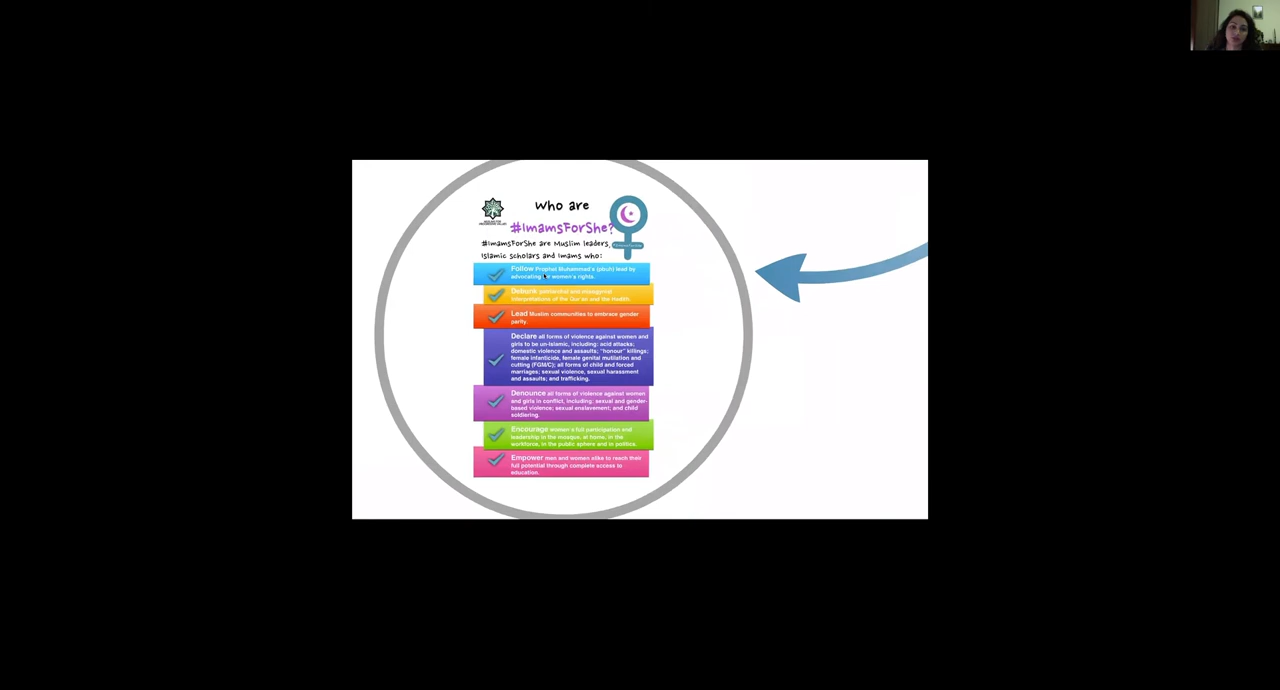 Who are
#ImamsForShe?
#ImamsForShe are Muslim leaders,
Islamic scholars and Imams who:
Follow Prophet Muhammad's (pbuh) lead by
advocating for women's rights.
Debunk patriarchal and misogynist
interpretations of the Qur'an and the Hadith.
Lead Muslim communities to embrace gender
parity.
Declare all forms of violence against women and
girls to be un-Islamic, including: acid attacks;
domestic violence and assaults; "honour" killings;
female infanticide, female genital mutilation and
cutting (FGM/C); all forms of child and forced
marriages; sexual violence, sexual harassment
and assaults; and trafficking.
Denounce all forms of violence against women
and girls in conflict, including: sexual and gender-
based violence; sexual enslavement; and child
soldiering.
Encourage women's full participation and
leadership in the mosque, at home, in the
workforce, in the public sphere and in politics.
Empower men and women alike to reach their
full potential through complete access to
education.